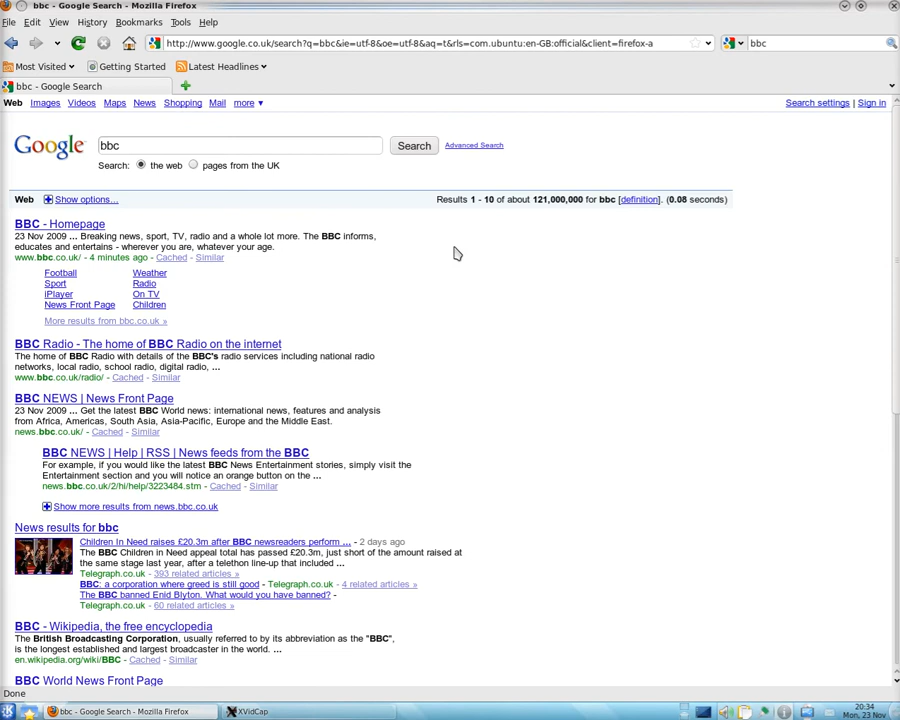 bbc - Google Search - Mozilla Firefox
File Edit View History Bookmarks Tools Help
http://www.google.co.uk/search?q=bbc&ie=utf-8&oe=utf-8&aq=t&rls=com.ubuntu:en-GB:official&client=firefox-a bbc
Most Visited Getting Started Latest Headlines
bbc - Google Search
Web Images Videos Maps News Shopping Mail more ▼ Search settings | Sign in
Google bbc Search Advanced Search
Search: the web pages from the UK
Web Show options... Results 1 - 10 of about 121,000,000 for bbc [definition]. (0.08 seconds)
BBC - Homepage
23 Nov 2009 ... Breaking news, sport, TV, radio and a whole lot more. The BBC informs,
educates and entertains - wherever you are, whatever your age.
www.bbc.co.uk/ - 4 minutes ago - Cached - Similar
Football Weather
Sport Radio
iPlayer On TV
News Front Page Children
More results from bbc.co.uk »
BBC Radio - The home of BBC Radio on the internet
The home of BBC Radio with details of the BBC's radio services including national radio
networks, local radio, school radio, digital radio, ...
www.bbc.co.uk/radio/ - Cached - Similar
BBC NEWS | News Front Page
23 Nov 2009 ... Get the latest BBC World news: international news, features and analysis
from Africa, Americas, South Asia, Asia-Pacific, Europe and the Middle East.
news.bbc.co.uk/ - Cached - Similar
BBC NEWS | Help | RSS | News feeds from the BBC
For example, if you would like the latest BBC News Entertainment stories, simply visit the
Entertainment section and you will notice an orange button on the ...
news.bbc.co.uk/2/hi/help/3223484.stm - Cached - Similar
Show more results from news.bbc.co.uk
News results for bbc
Children In Need raises £20.3m after BBC newsreaders perform ... - 2 days ago
The BBC Children in Need appeal total has passed £20.3m, just short of the amount raised at
the same stage last year, after a telethon line-up that included ...
Telegraph.co.uk - 393 related articles »
BBC: a corporation where greed is still good - Telegraph.co.uk - 4 related articles »
The BBC banned Enid Blyton. What would you have banned? -
Telegraph.co.uk - 60 related articles »
BBC - Wikipedia, the free encyclopedia
The British Broadcasting Corporation, usually referred to by its abbreviation as the "BBC",
is the longest established and largest broadcaster in the world. ...
en.wikipedia.org/wiki/BBC - Cached - Similar
BBC World News Front Page
Done
bbc - Google Search - Mozilla Firefox XVidCap 20:34
Mon, 23 Nov